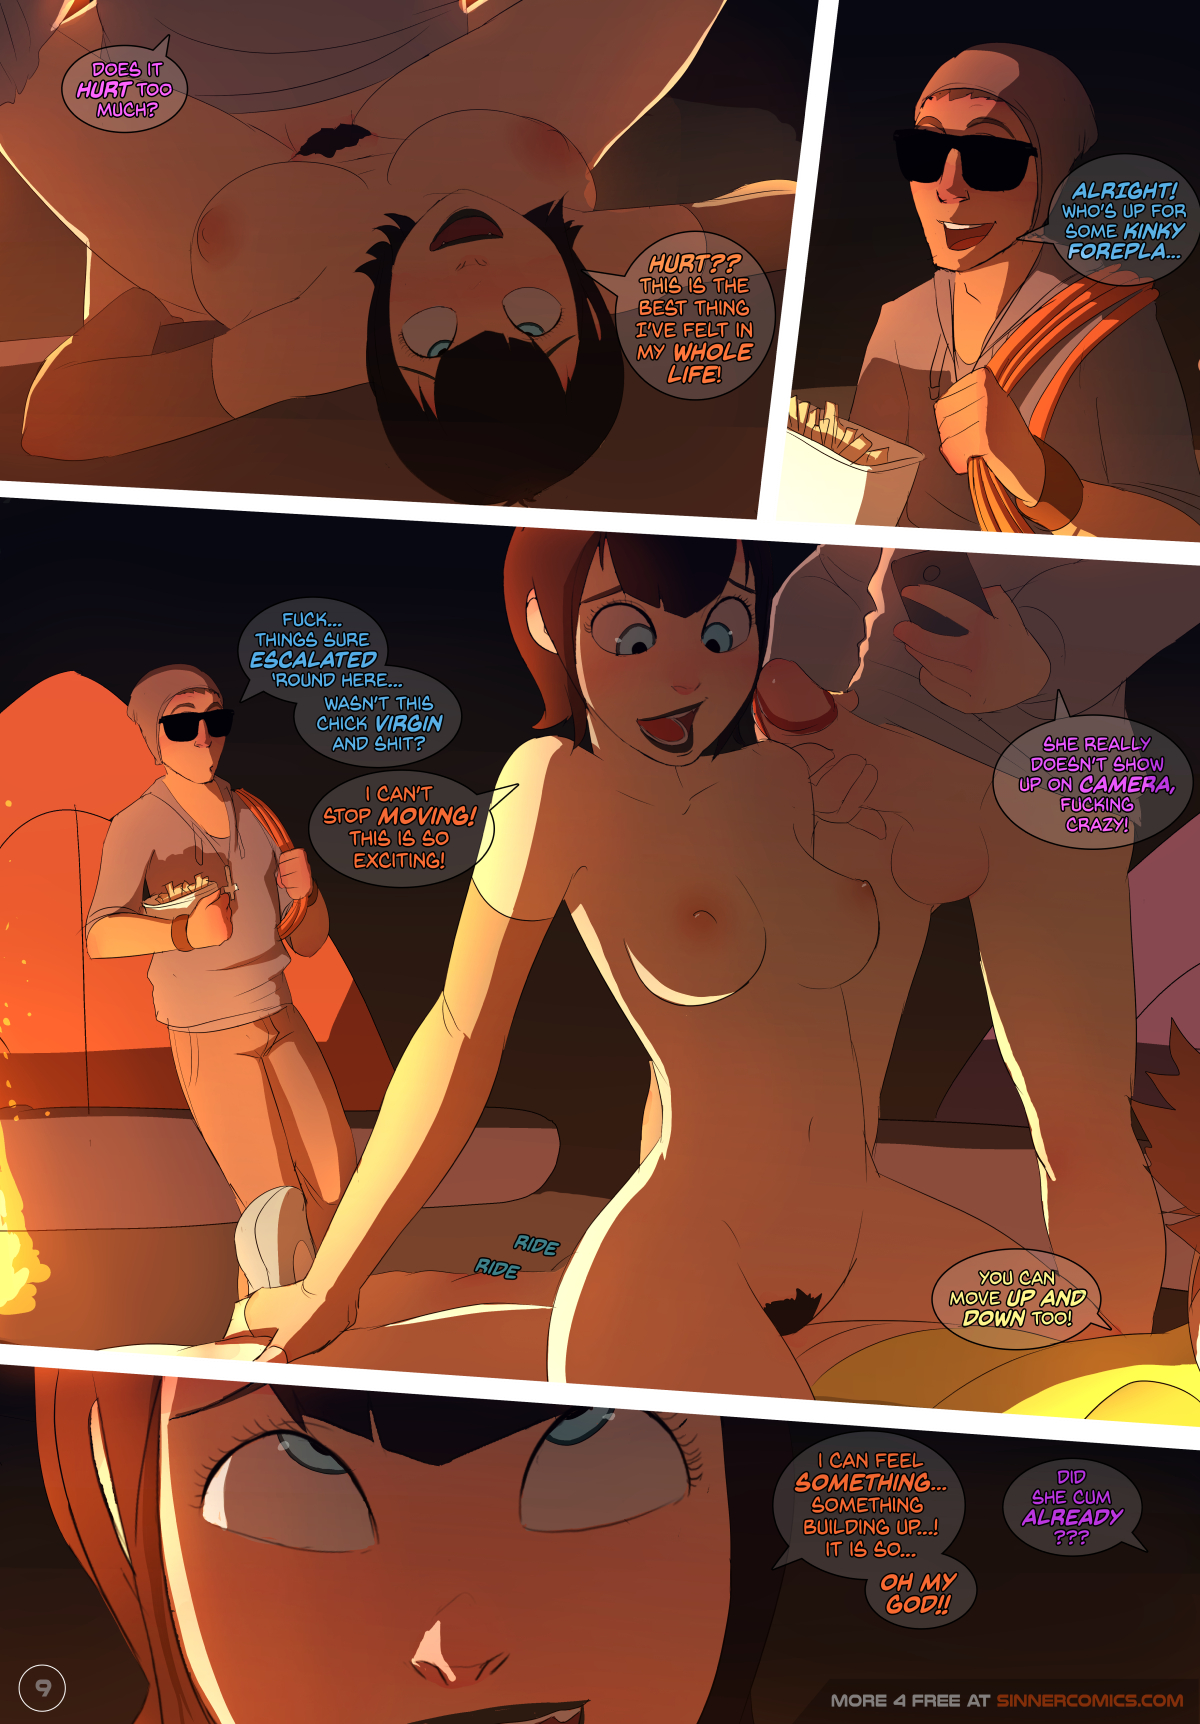 DOES IT
HURT TOO
MUCH?
HURT??
THIS IS THE
BEST THING
I'VE FELT IN
MY WHOLE
LIFE!
ALRIGHT!
WHO'S UP FOR
SOME KINKY
FOREPLA...
FUCK...
THINGS SURE
ESCALATED
'ROUND HERE...
WASN'T THIS
CHICK VIRGIN
AND SHIT?
I CAN'T
STOP MOVING!
THIS IS SO
EXCITING!
SHE REALLY
DOESN'T SHOW
UP ON CAMERA,
FUCKING
CRAZY!
RIDE
RIDE
YOU CAN
MOVE UP AND
DOWN TOO!
I CAN FEEL
SOMETHING...
SOMETHING
BUILDING UP...!
IT IS SO...
OH MY
GOD!!
DID
SHE CUM
ALREADY
???
9
MORE 4 FREE AT SINNERCOMICS.COM